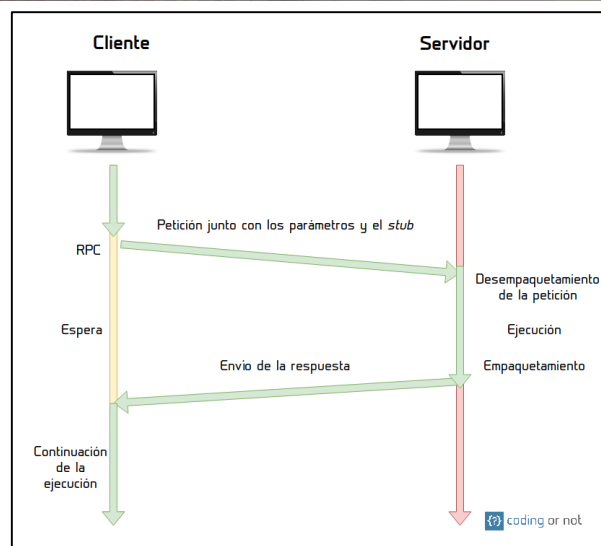 Cliente
Servidor
Petición junto con los parámetros y el stub
RPC
Desempaquetamiento
de la petición
Espera
Ejecución
Envío de la respuesta
Empaquetamiento
Continuación
de la
ejecución
{?} coding or not